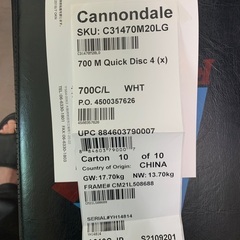 Cannondale
SKU: C31470M20LG
700 M Quick Disc 4 (x)
700C/L WHT
P.O. 4500357626
UPC 884603790007
Carton 10 of 10
Country of Origin: CHINA
GW: 17.70kg NW: 13.70kg
FRAME# CM21L508688
SERIAL#YH14814
S2109201